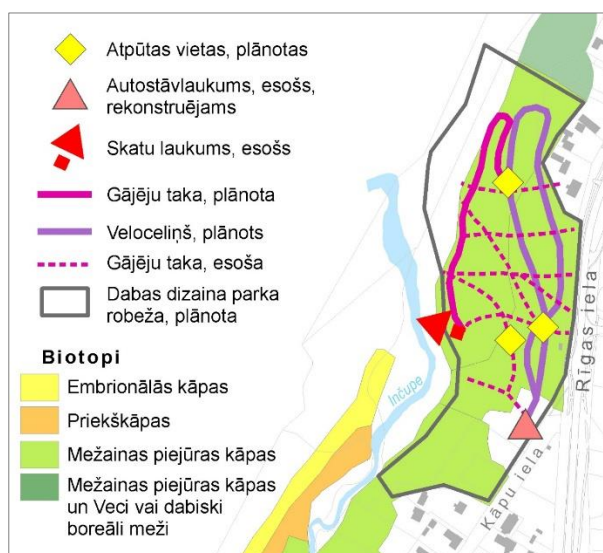 Atpūtas vietas, plānotas
Autostāvlaukums, esošs,
rekonstruējams
Skatu laukums, esošs
Gājēju taka, plānota
Veloceliņš, plānots
Gājēju taka, esoša
Dabas dizaina parka
robeža, plānota
Biotopi
Embrionālās kāpas
Priekškāpas
Mežainas piejūras kāpas
Mežainas piejūras kāpas
un Veci vai dabiski
boreāli meži
Inčupe
Rīgas iela
Kāpu iela